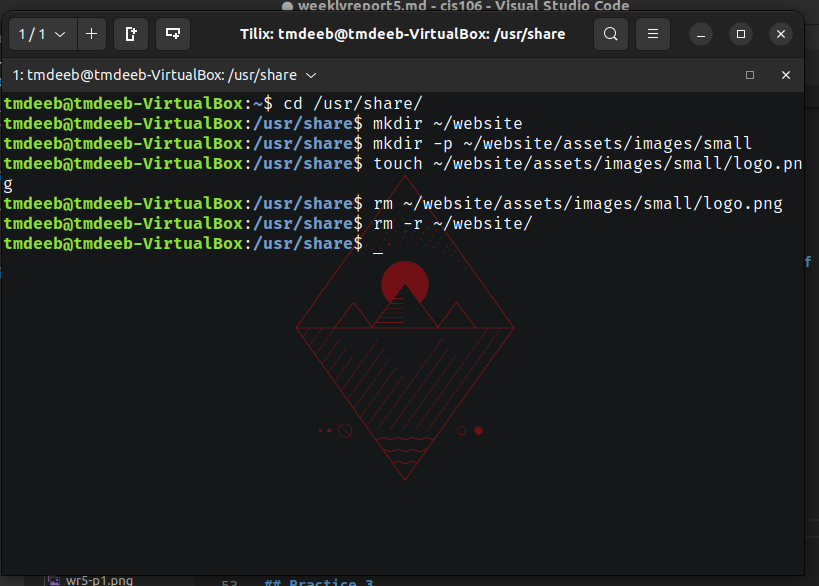 weeklyreport5.md - cis106 - Visual Studio Code
1 / 1
Tilix: tmdeeb@tmdeeb-VirtualBox: /usr/share
1: tmdeeb@tmdeeb-VirtualBox: /usr/share
tmdeeb@tmdeeb-VirtualBox:~$ cd /usr/share/
tmdeeb@tmdeeb-VirtualBox:/usr/share$ mkdir ~/website
tmdeeb@tmdeeb-VirtualBox:/usr/share$ mkdir -p ~/website/assets/images/small
tmdeeb@tmdeeb-VirtualBox:/usr/share$ touch ~/website/assets/images/small/logo.pn
g
tmdeeb@tmdeeb-VirtualBox:/usr/share$ rm ~/website/assets/images/small/logo.png
tmdeeb@tmdeeb-VirtualBox:/usr/share$ rm -r ~/website/
tmdeeb@tmdeeb-VirtualBox:/usr/share$
f
wr5-p1.png
53 ## Practice 3